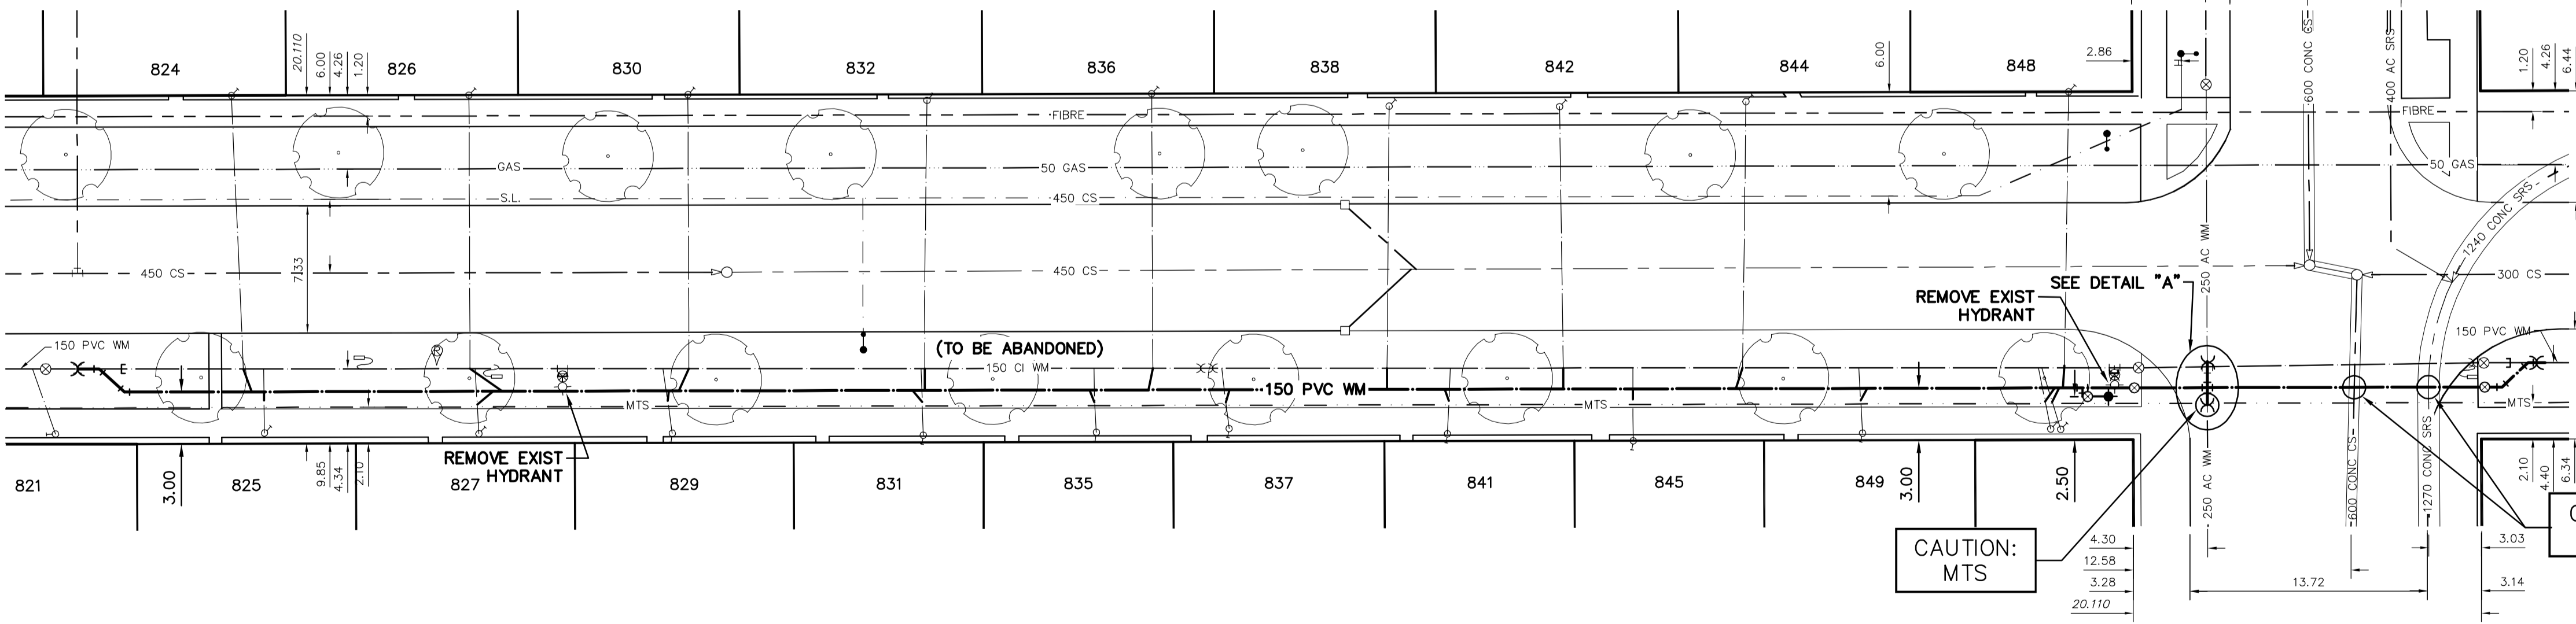 824
826
830
832
836
838
842
844
848
20.110
6.00
4.26
1.20
6.00
2.86
1.20
4.26
6.44
600 CONC CS
400 AC SRS
FIBRE
FIBRE
GAS
50 GAS
50 GAS
S.L.
450 CS
250 AC WM
1240 CONC SRS
450 CS
7.33
450 CS
300 CS
SEE DETAIL "A"
REMOVE EXIST
HYDRANT
150 PVC WM
(TO BE ABANDONED)
150 CI WM
150 PVC WM
E
150 PVC WM
MTS
MTS
MTS
REMOVE EXIST
HYDRANT
821
3.00
825
9.85
4.34
2.10
827
829
831
835
837
841
845
849
3.00
2.50
250 AC WM
600 CONC CS
1270 CONC SRS
2.10
4.40
6.34
CAUTION:
MTS
C
4.30
12.58
3.28
20.110
13.72
3.03
3.14